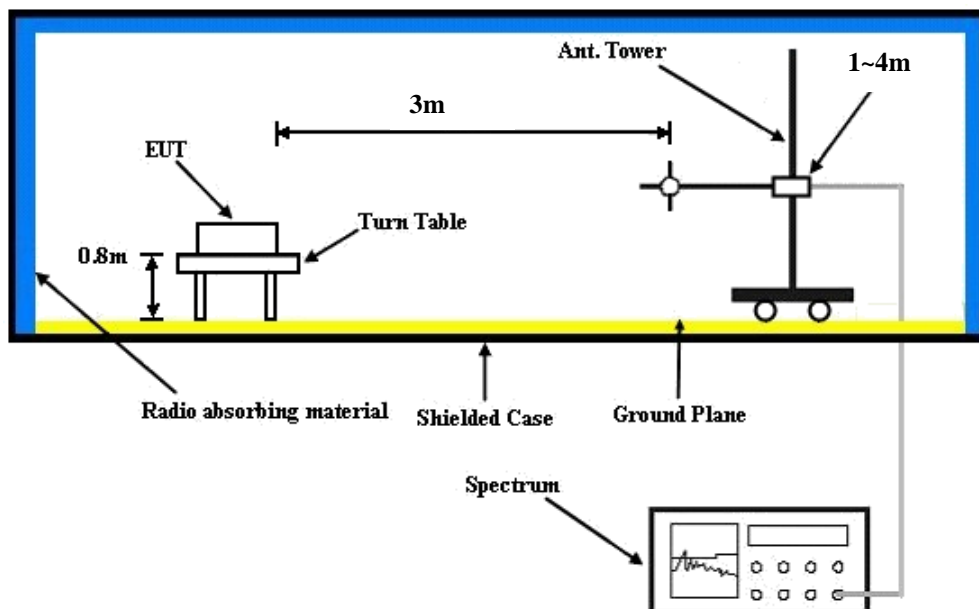 Ant. Tower
1~4m
3m
EUT
Turn Table
0.8m
Radio absorbing material
Shielded Case
Ground Plane
Spectrum